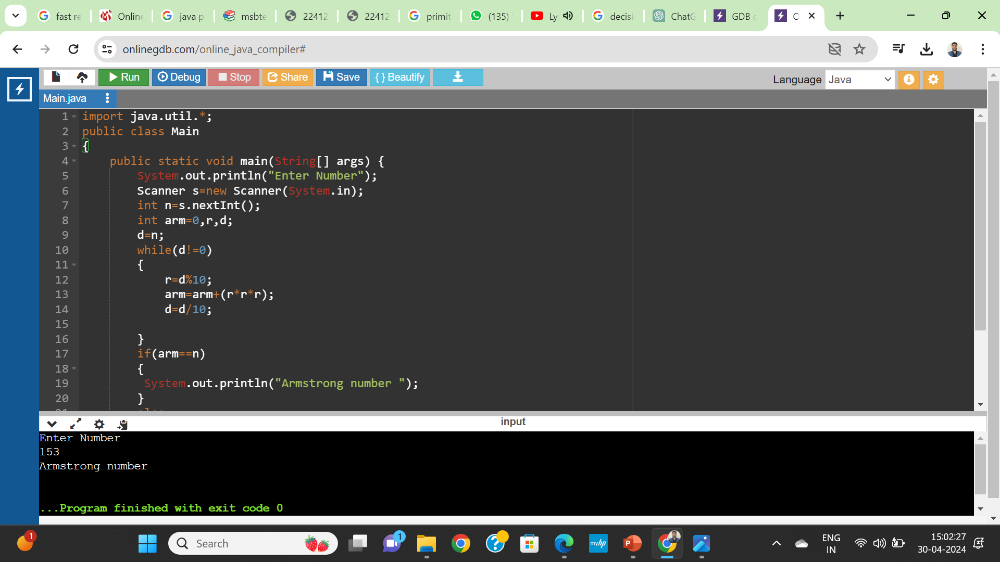 fast re
Online
java p
msbte
22412
22412
primit
(135)
Ly
decisi
ChatG
GDB c
onlinegdb.com/online_java_compiler#
Run
Debug
Stop
Share
Save
{ } Beautify
Language
Java
Main.java
1 import java.util.*;
2 public class Main
3 {
4 public static void main(String[] args) {
5 System.out.println("Enter Number");
6 Scanner s=new Scanner(System.in);
7 int n=s.nextInt();
8 int arm=0,r,d;
9 d=n;
10 while(d!=0)
11 {
12 r=d%10;
13 arm=arm+(r*r*r);
14 d=d/10;
15
16 }
17 if(arm==n)
18 {
19 System.out.println("Armstrong number ");
20 }
input
Enter Number
153
Armstrong number
...Program finished with exit code 0
1
Search
1
myhp
ENG
IN
15:02:27
30-04-2024